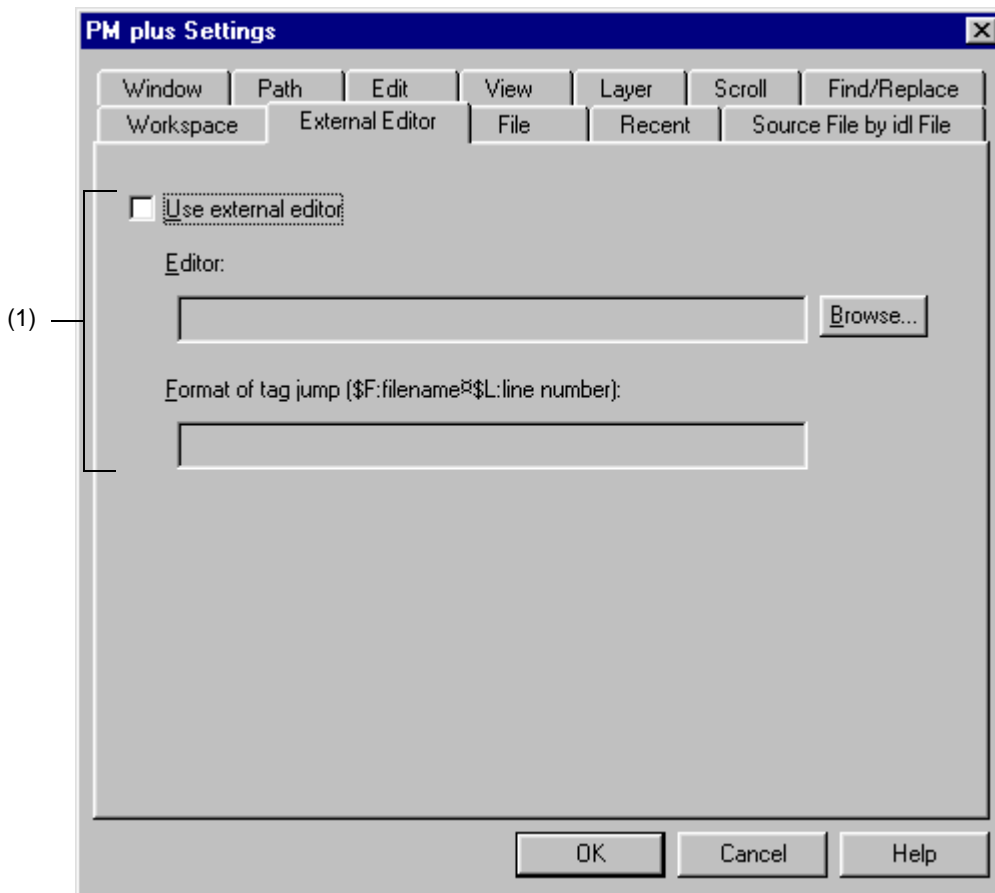 PM plus Settings
Window Path Edit View Layer Scroll Find/Replace
Workspace External Editor File Recent Source File by idl File
Use external editor
Editor:
(1)
Browse...
Format of tag jump ($F:filename¤$L:line number):
OK Cancel Help